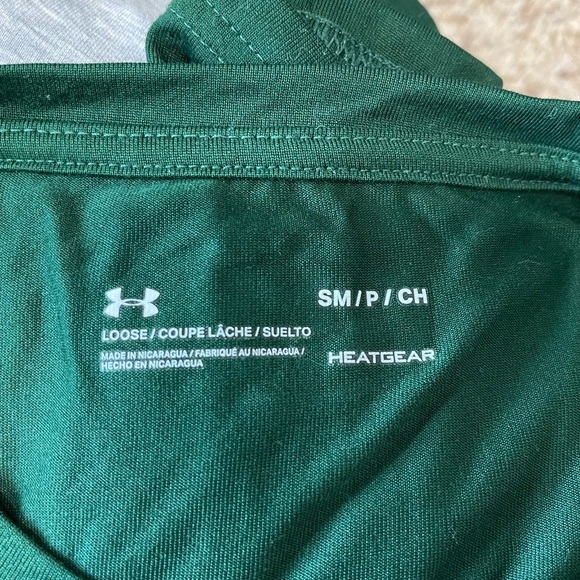 SM / P / CH
LOOSE / COUPE LÂCHE / SUELTO
MADE IN NICARAGUA / FABRIQUÉ AU NICARAGUA /
HECHO EN NICARAGUA
HEATGEAR